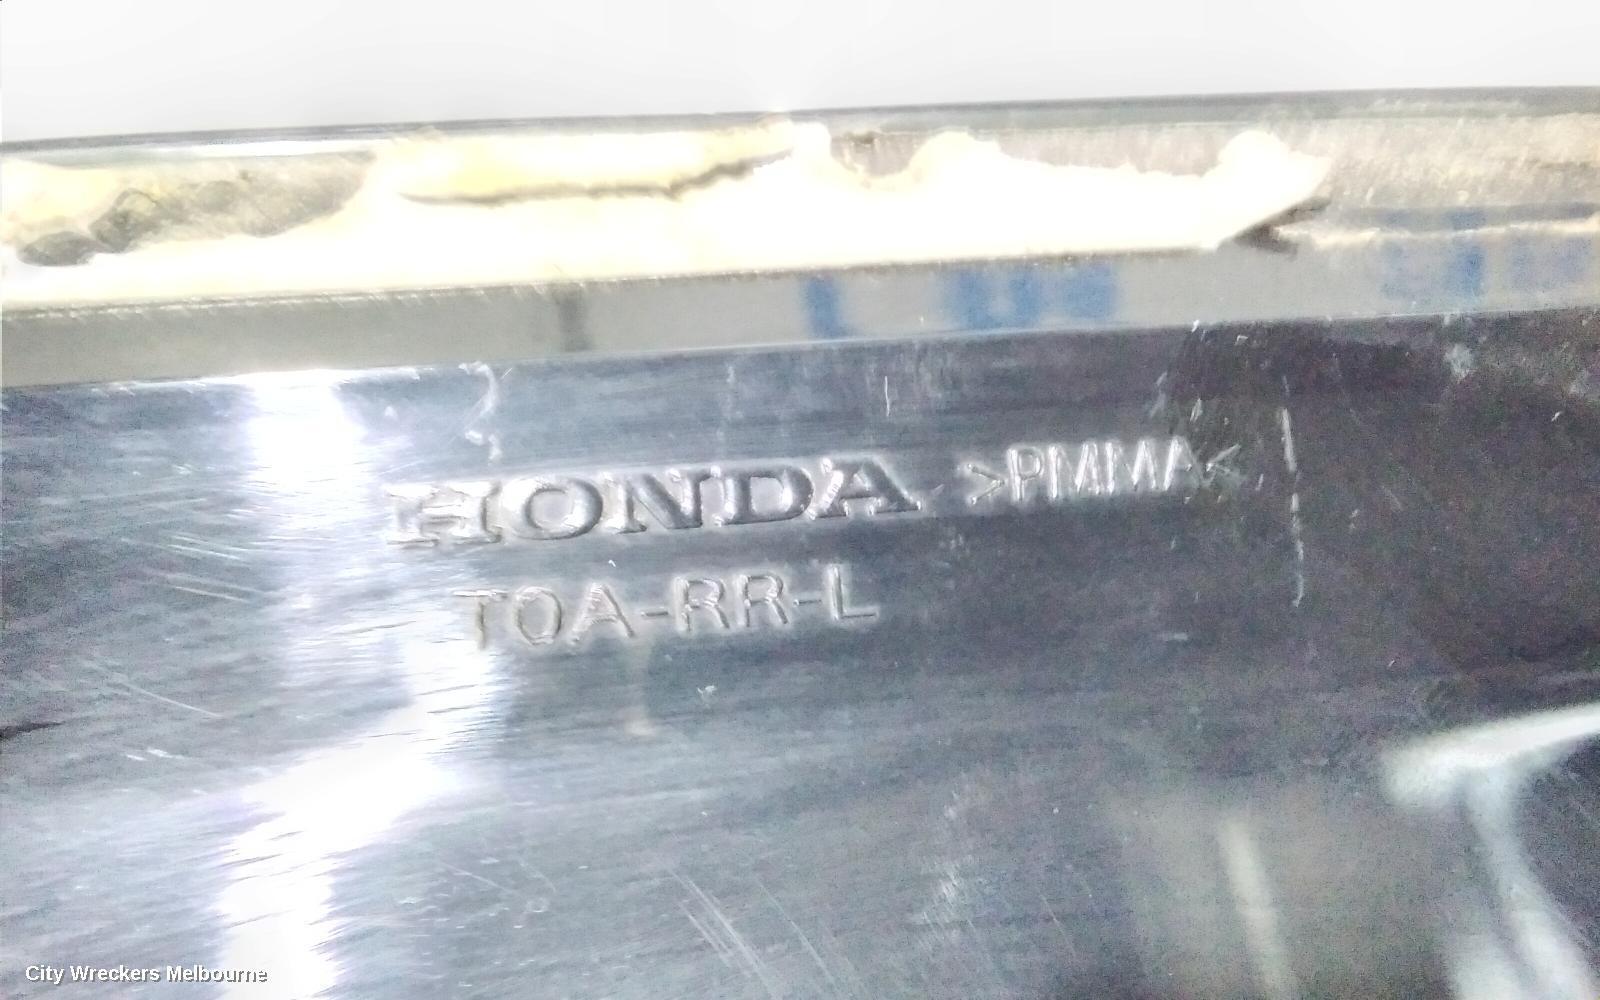 HONDA >PMMA<
T0A-RR-L
City Wreckers Melbourne